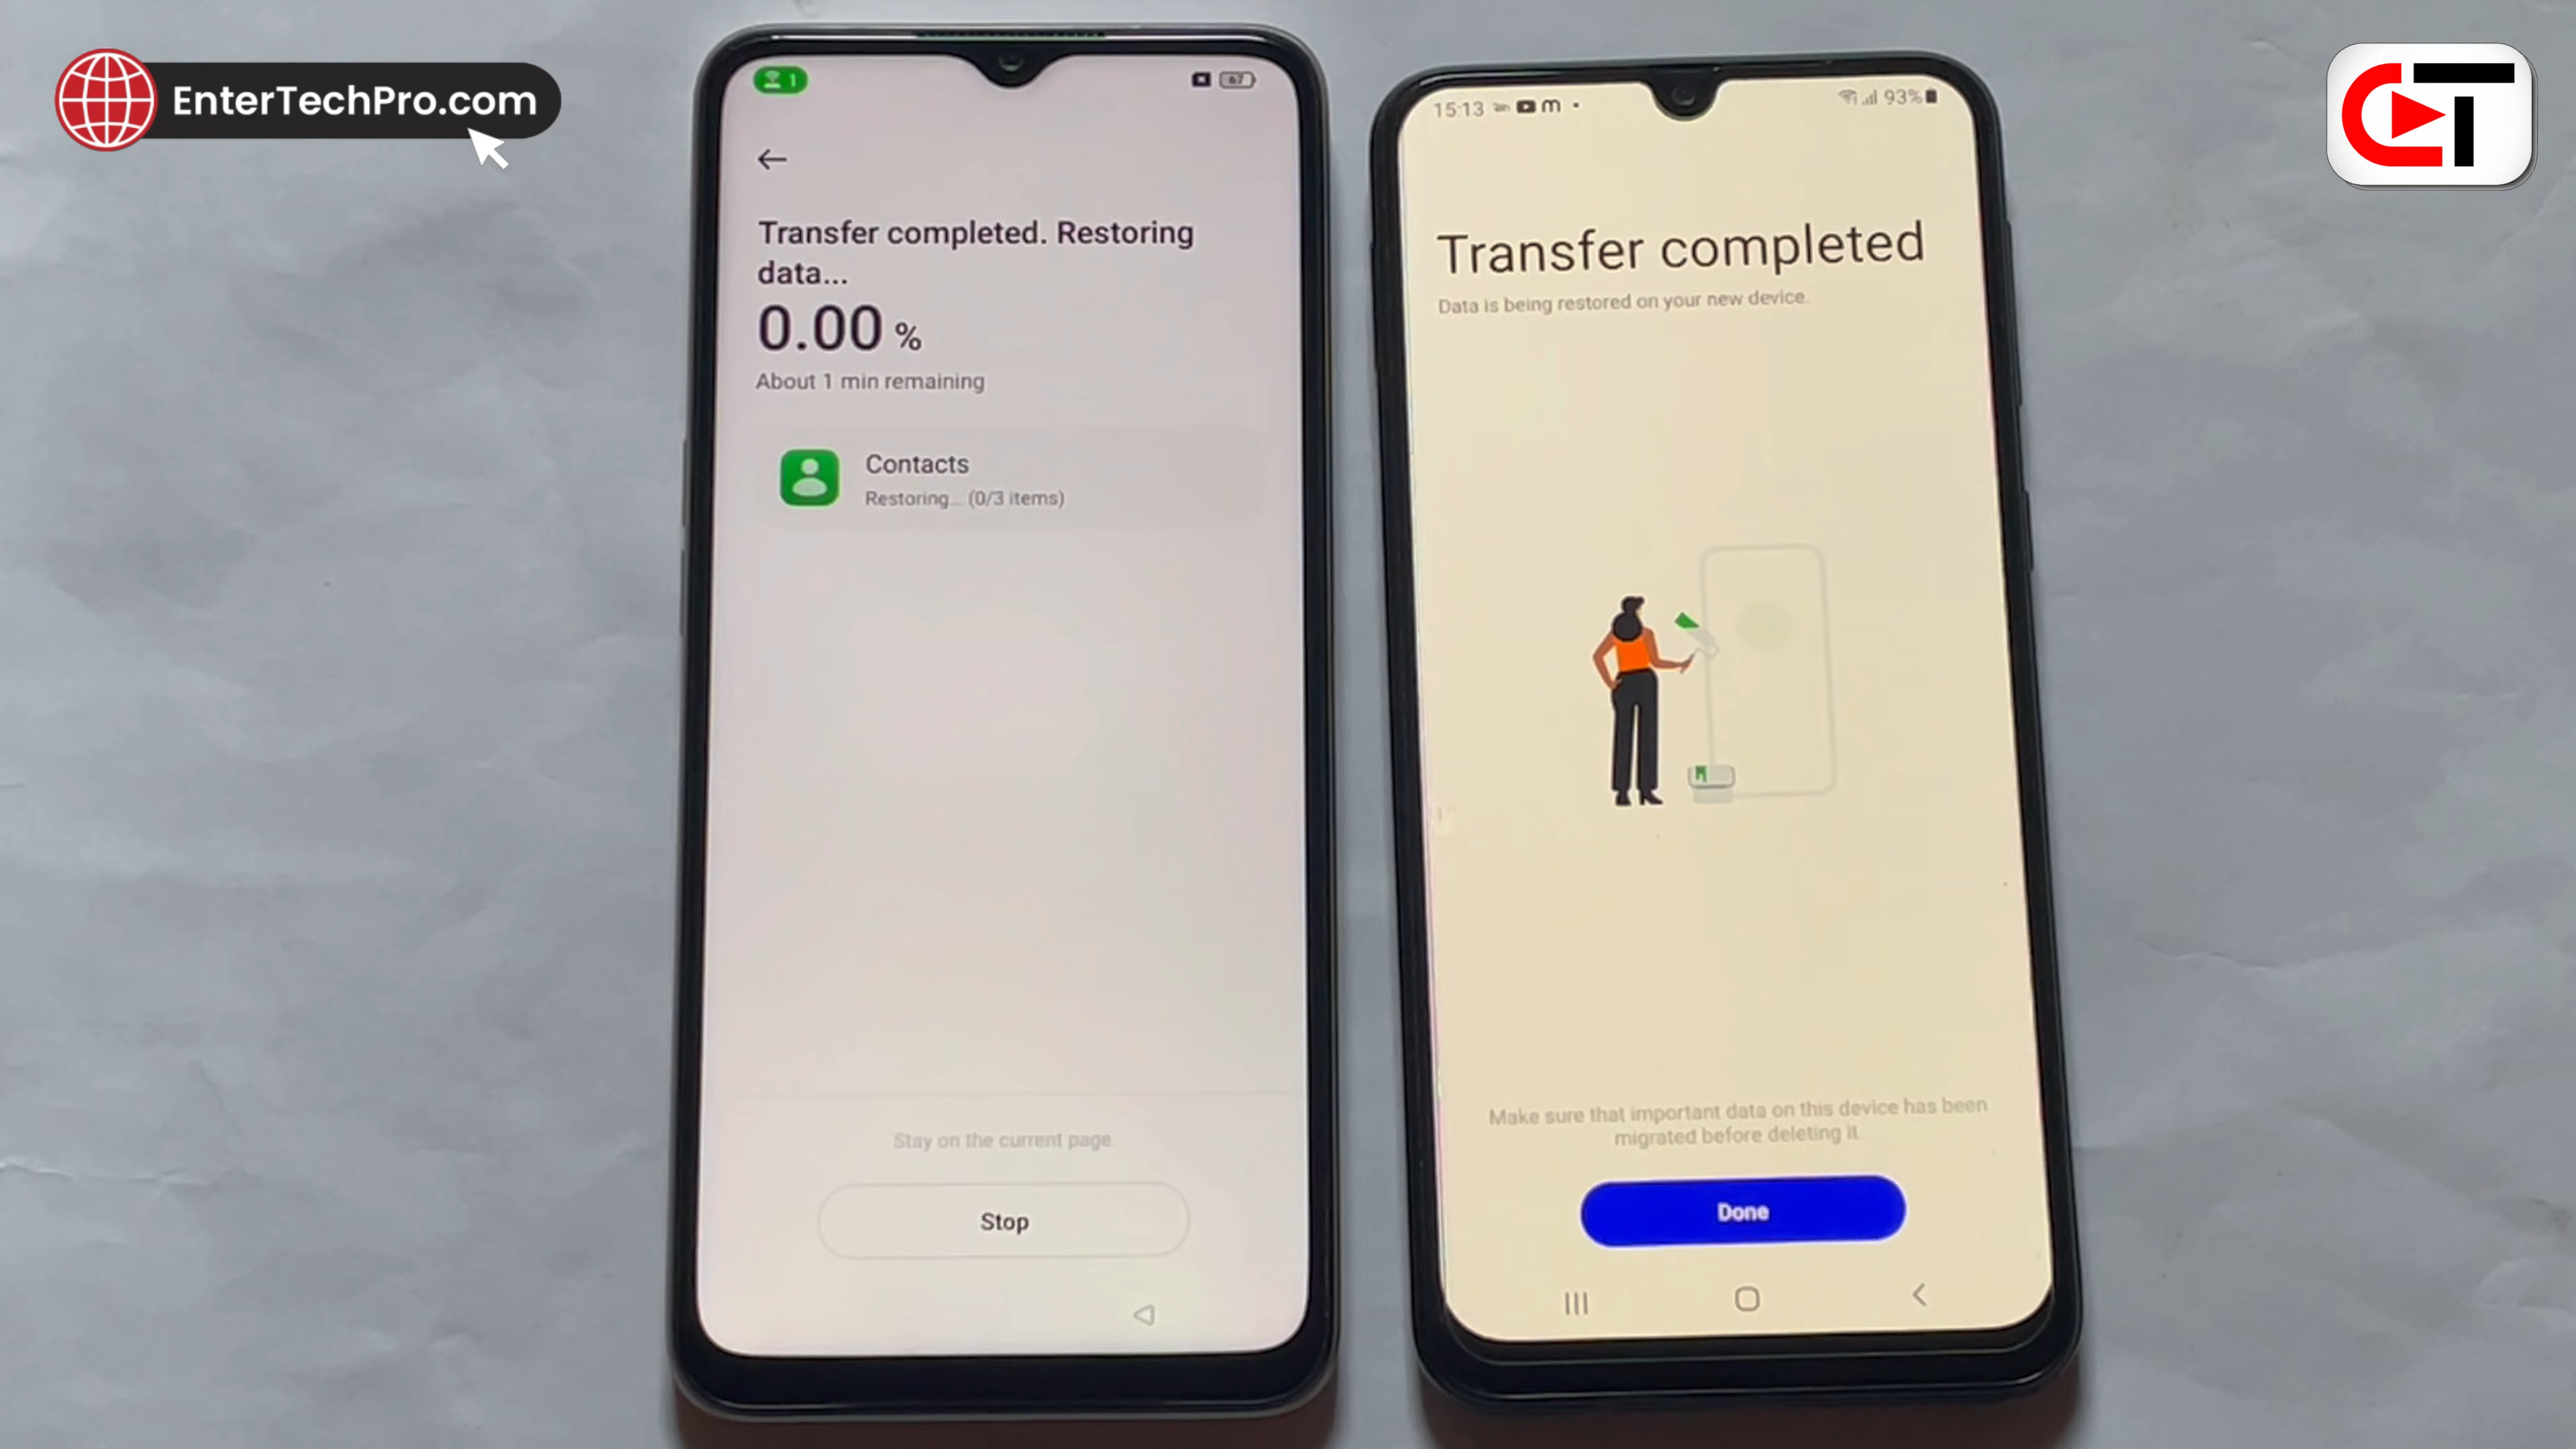 EnterTechPro.com
1
67
Transfer completed. Restoring
data...
0.00 %
About 1 min remaining
Contacts
Restoring... (0/3 items)
Stay on the current page.
Stop
15:13
m
93%
Transfer completed
Data is being restored on your new device.
Make sure that important data on this device has been
migrated before deleting it.
Done